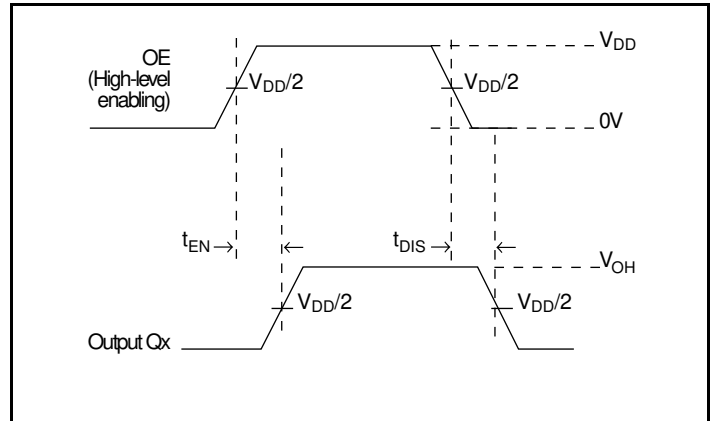 OE
(High-level
enabling)
VDD/2
VDD/2
VDD
0V
tEN
tDIS
VOH
VDD/2
VDD/2
Output Qx